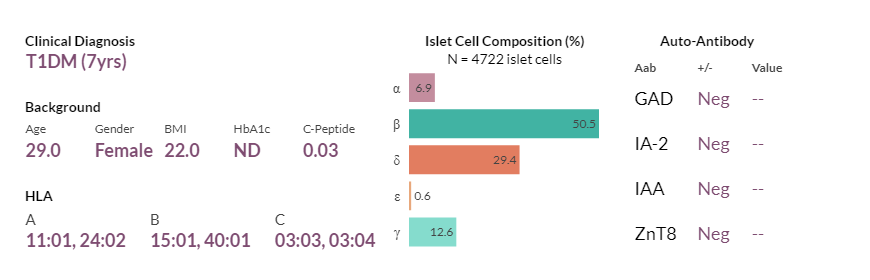 Clinical Diagnosis
T1DM (7yrs)
Background
Age Gender BMI HbA1c C-Peptide
29.0 Female 22.0 ND 0.03
HLA
A B C
11:01, 24:02 15:01, 40:01 03:03, 03:04
Islet Cell Composition (%)
N = 4722 islet cells
α 6.9
β 50.5
δ 29.4
ε 0.6
γ 12.6
Auto-Antibody
Aab +/- Value
GAD Neg --
IA-2 Neg --
IAA Neg --
ZnT8 Neg --